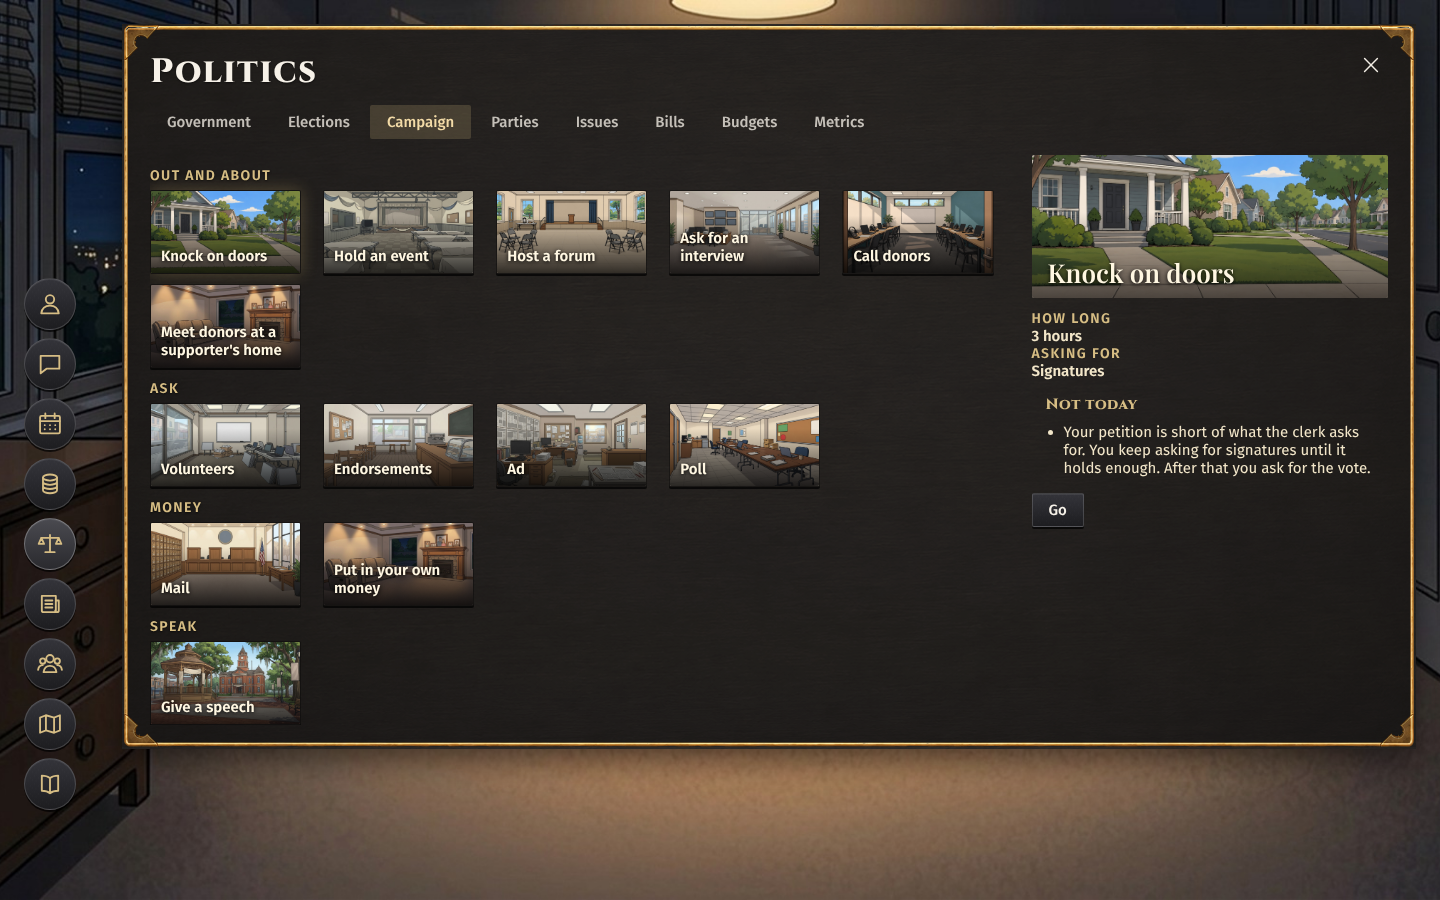 Politics
Government
Elections
Campaign
Parties
Issues
Bills
Budgets
Metrics
OUT AND ABOUT
Knock on doors
Hold an event
Host a forum
Ask for an
interview
Call donors
Meet donors at a
supporter's home
ASK
Volunteers
Endorsements
Ad
Poll
MONEY
Mail
Put in your own
money
SPEAK
Give a speech
Knock on doors
HOW LONG
3 hours
ASKING FOR
Signatures
Not today
Your petition is short of what the clerk asks
for. You keep asking for signatures until it
holds enough. After that you ask for the vote.
Go